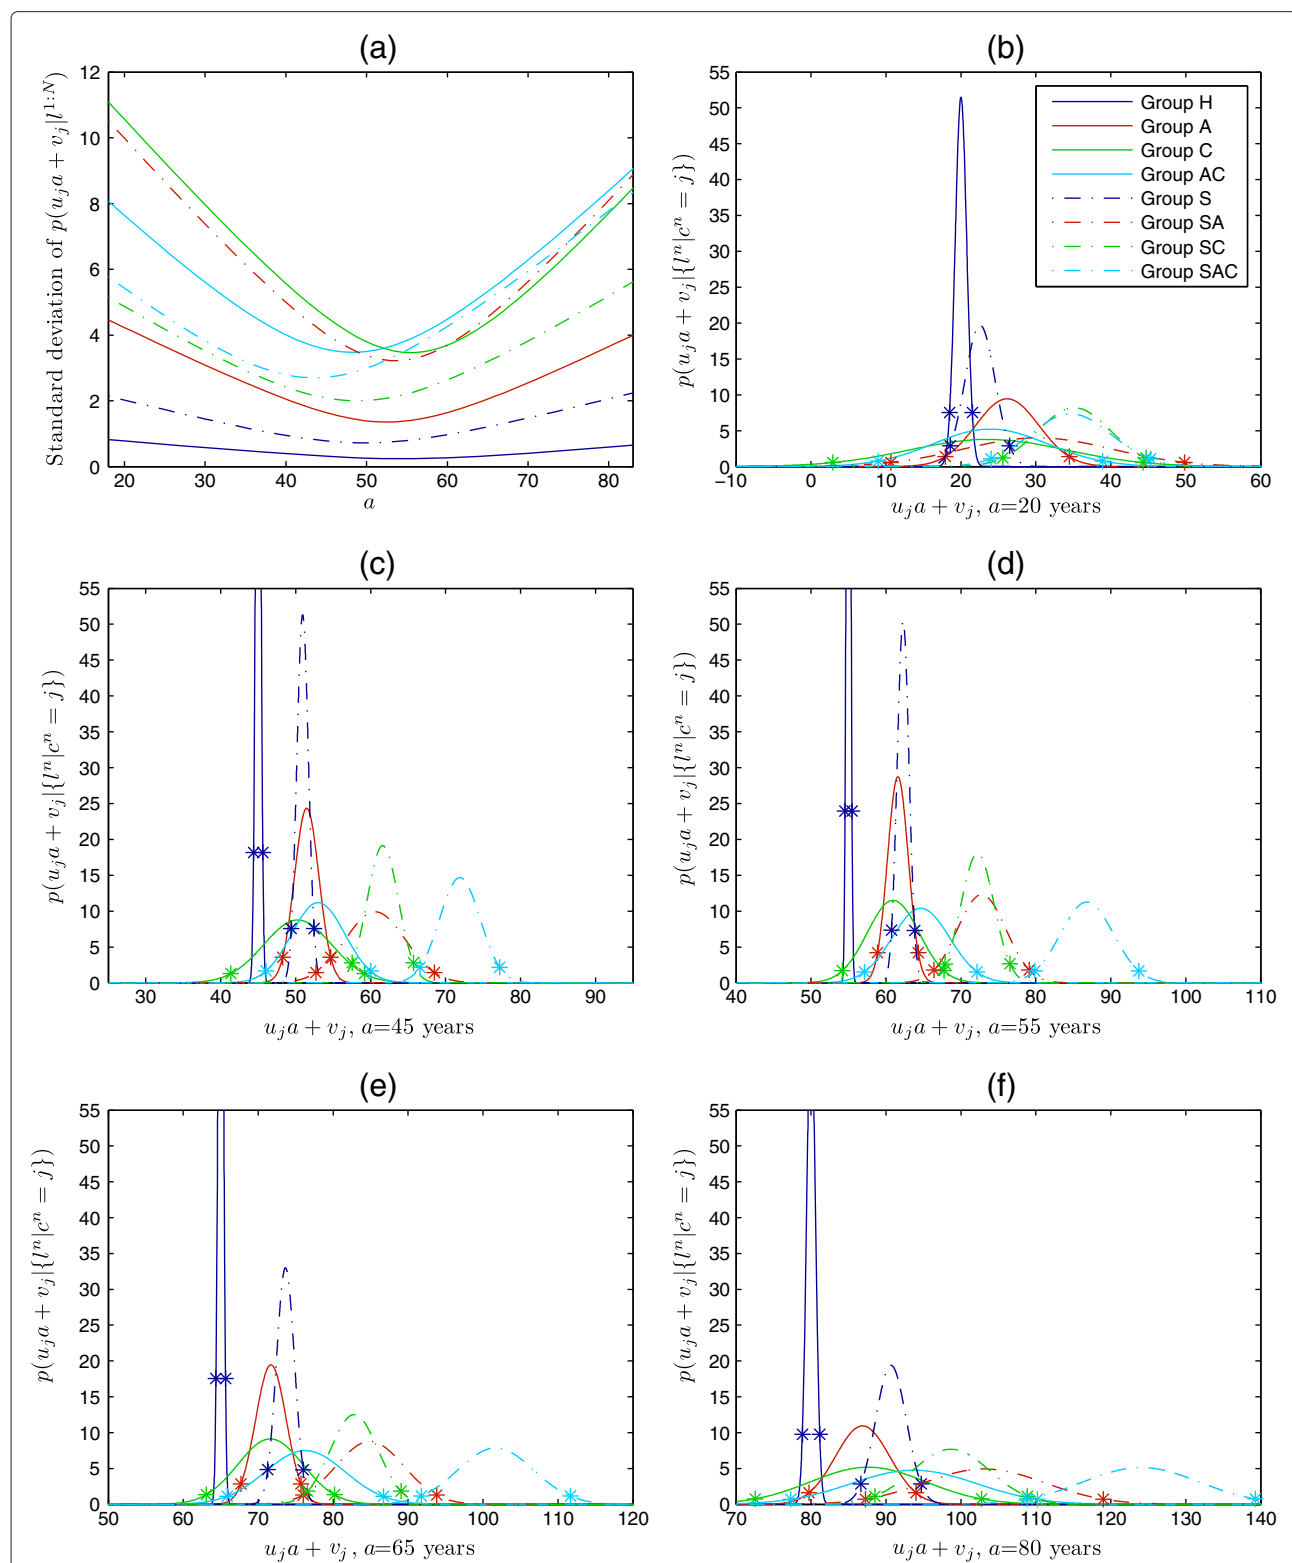 (a)
Standard deviation of p(u_j a + v_j|l^{1:N})
12
10
8
6
4
2
0
20 30 40 50 60 70 80
a
(b)
p(u_j a + v_j|{l^n|c^n = j})
55
50
45
40
35
30
25
20
15
10
5
0
−10 0 10 20 30 40 50 60
u_j a + v_j, a=20 years
Group H
Group A
Group C
Group AC
Group S
Group SA
Group SC
Group SAC
(c)
p(u_j a + v_j|{l^n|c^n = j})
55
50
45
40
35
30
25
20
15
10
5
0
30 40 50 60 70 80 90
u_j a + v_j, a=45 years
(d)
p(u_j a + v_j|{l^n|c^n = j})
55
50
45
40
35
30
25
20
15
10
5
0
40 50 60 70 80 90 100 110
u_j a + v_j, a=55 years
(e)
p(u_j a + v_j|{l^n|c^n = j})
55
50
45
40
35
30
25
20
15
10
5
0
50 60 70 80 90 100 110 120
u_j a + v_j, a=65 years
(f)
p(u_j a + v_j|{l^n|c^n = j})
55
50
45
40
35
30
25
20
15
10
5
0
70 80 90 100 110 120 130 140
u_j a + v_j, a=80 years